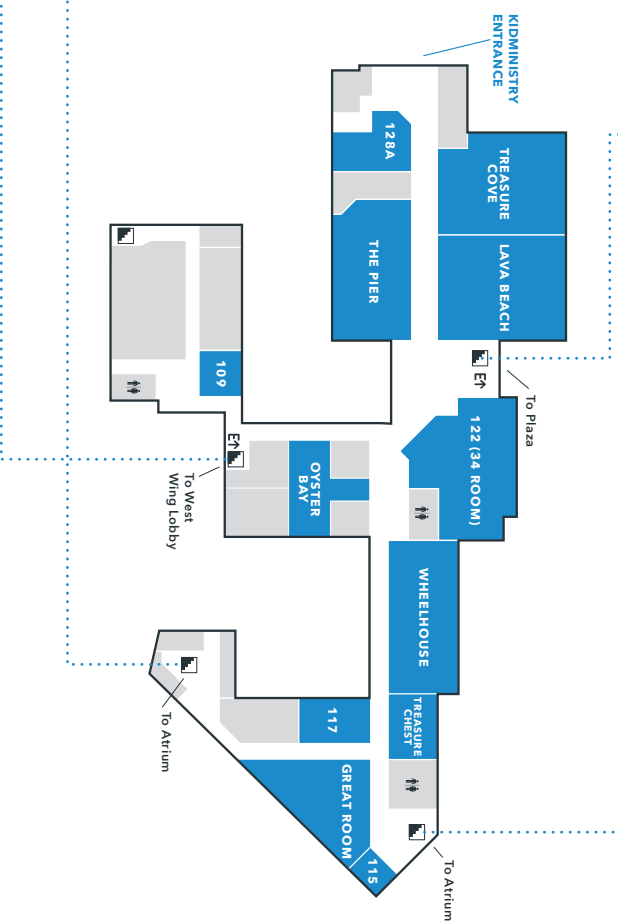 KIDMINISTRY
ENTRANCE
128A
TREASURE
COVE
THE PIER
LAVA BEACH
E
To Plaza
109
122 (34 ROOM)
E
To West
Wing Lobby
OYSTER
BAY
WHEELHOUSE
117
TREASURE
CHEST
To Atrium
GREAT ROOM
115
To Atrium